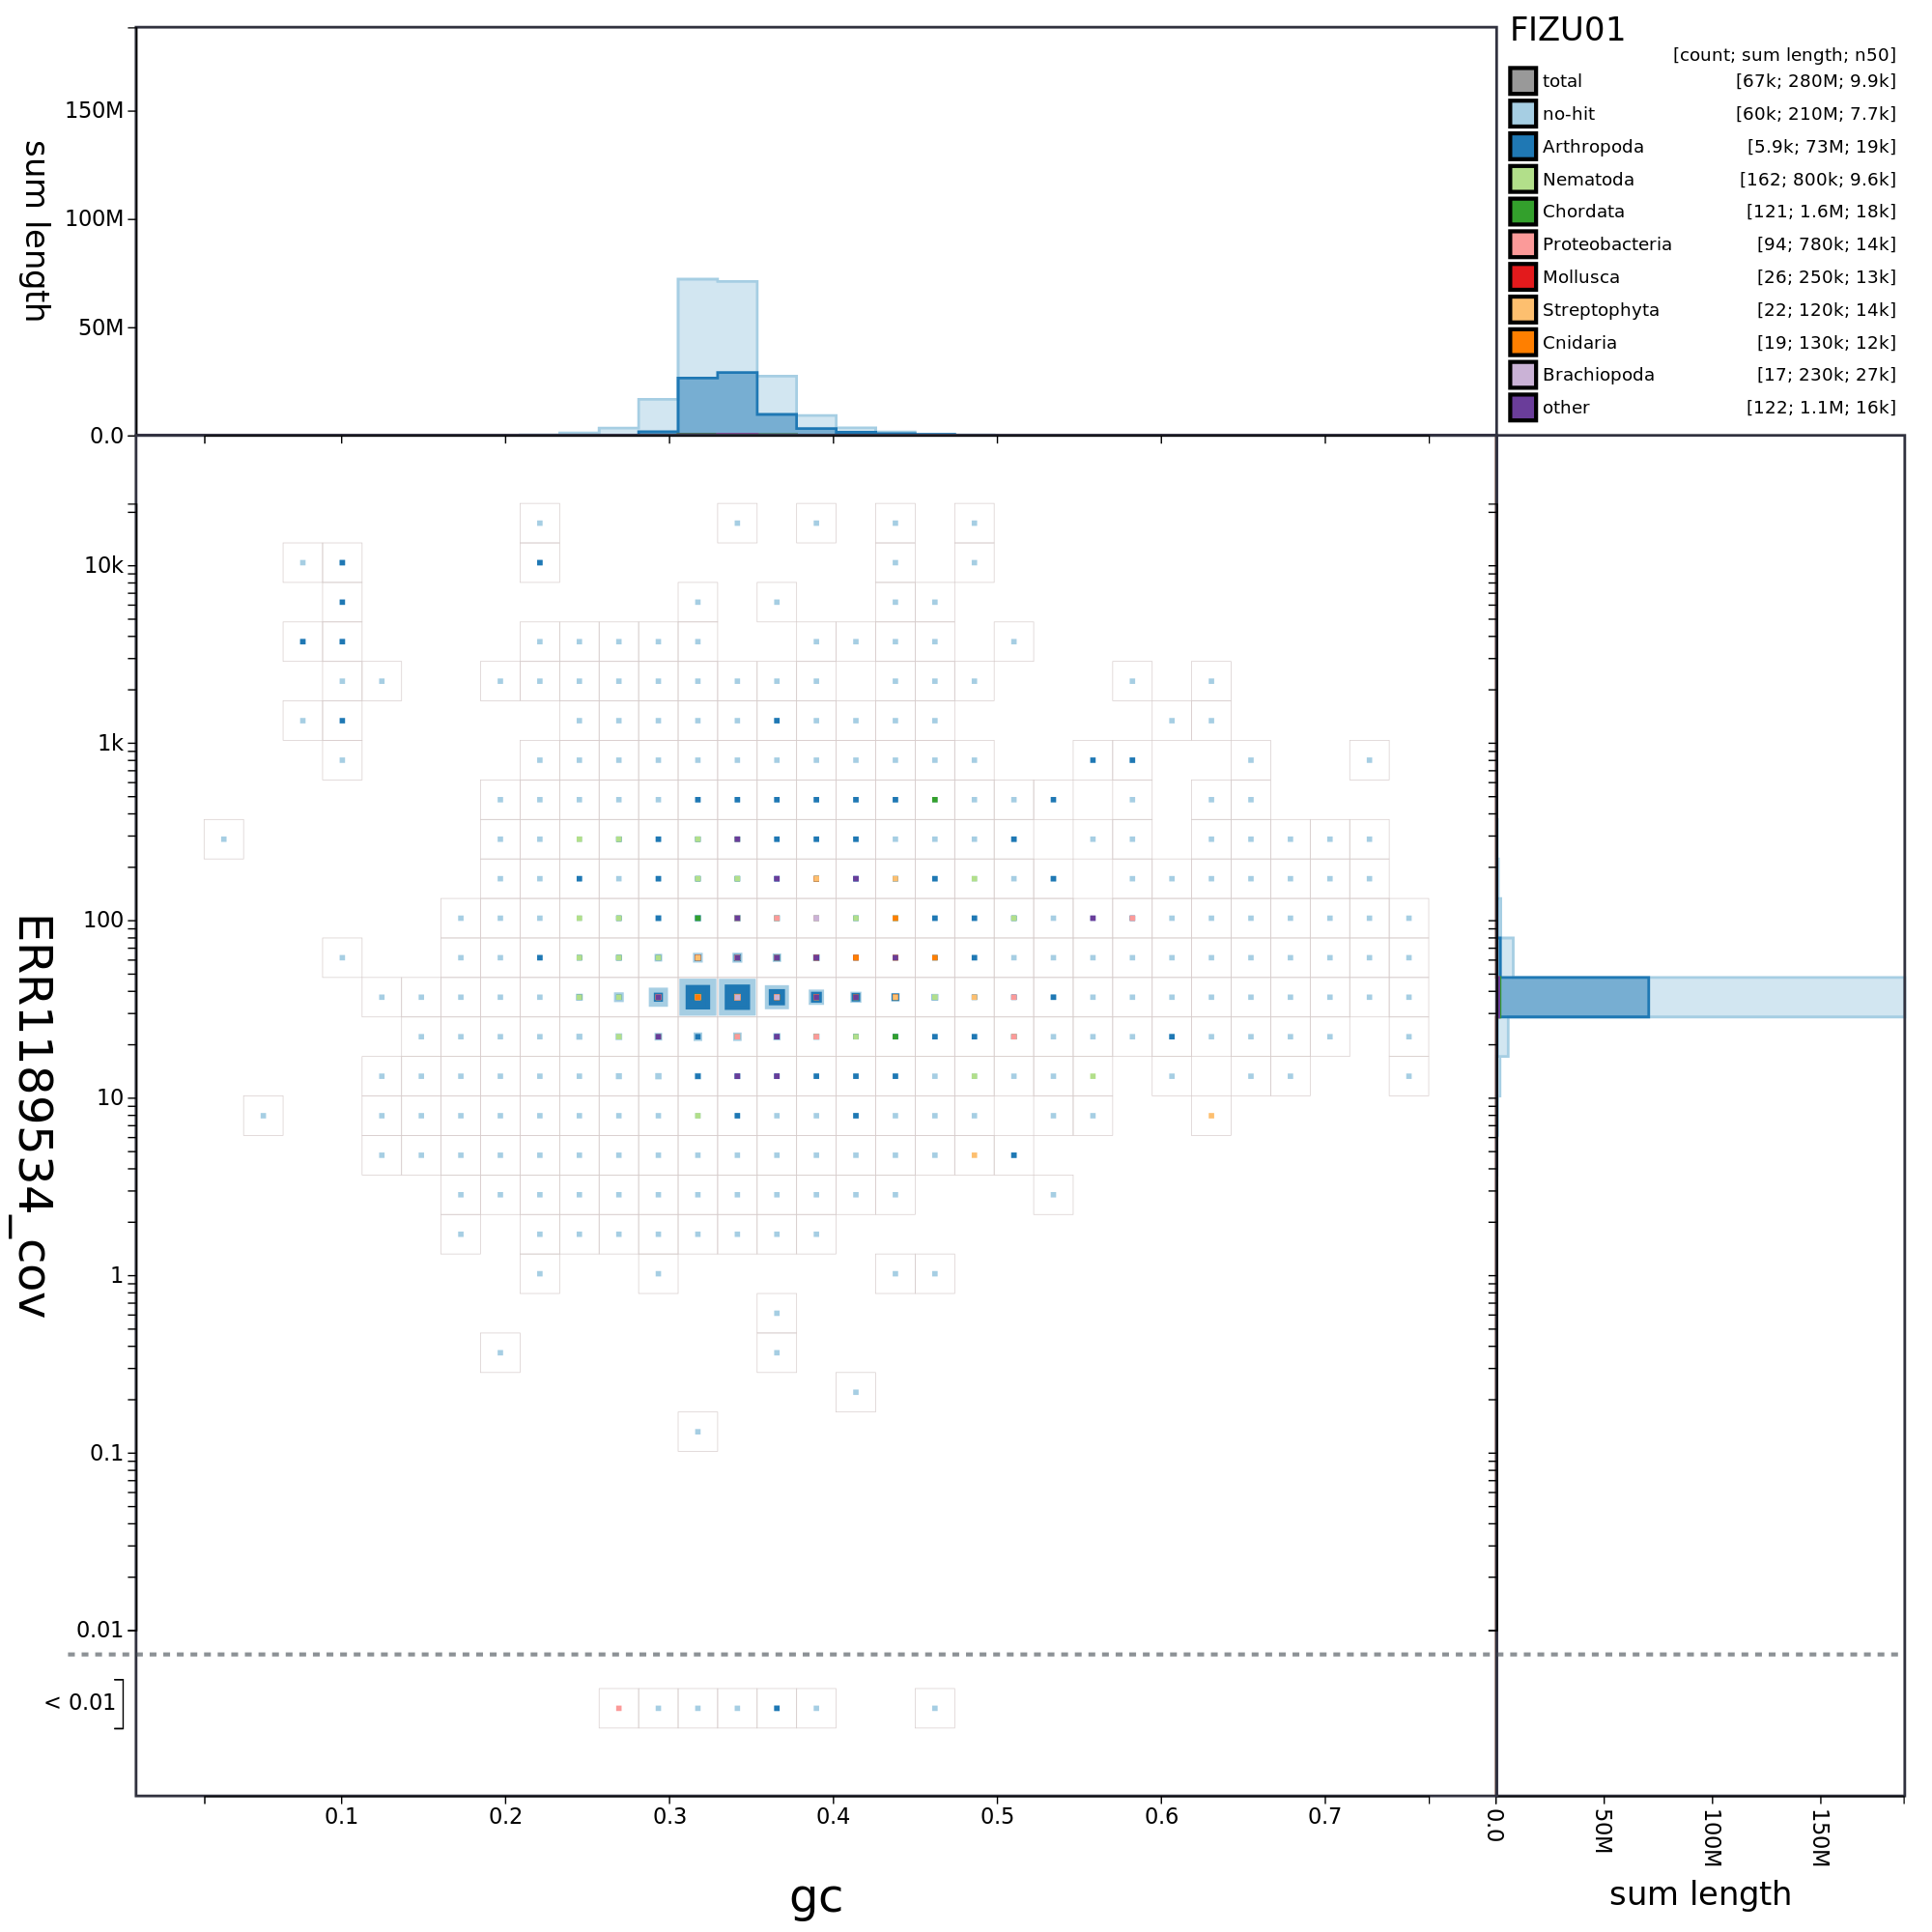 FIZU01
[count; sum length; n50]
total [67k; 280M; 9.9k]
no-hit [60k; 210M; 7.7k]
Arthropoda [5.9k; 73M; 19k]
Nematoda [162; 800k; 9.6k]
Chordata [121; 1.6M; 18k]
Proteobacteria [94; 780k; 14k]
Mollusca [26; 250k; 13k]
Streptophyta [22; 120k; 14k]
Cnidaria [19; 130k; 12k]
Brachiopoda [17; 230k; 27k]
other [122; 1.1M; 16k]
sum length
150M
100M
50M
0.0
ERR1189534_cov
10k
1k
100
10
1
0.1
0.01
< 0.01
0.1 0.2 0.3 0.4 0.5 0.6 0.7
gc
0.0 50M 100M 150M
sum length